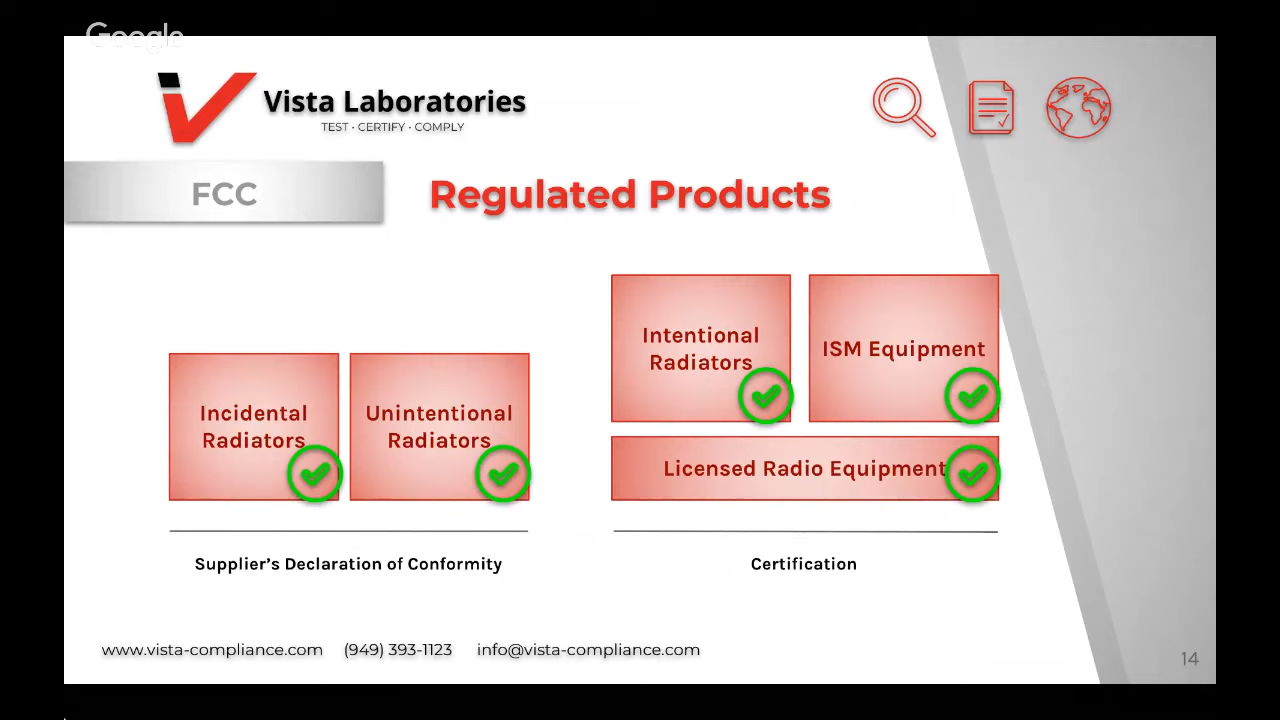 Google
Vista Laboratories
TEST · CERTIFY · COMPLY
FCC
Regulated Products
Incidental
Radiators
Unintentional
Radiators
Intentional
Radiators
ISM Equipment
Licensed Radio Equipment
Supplier’s Declaration of Conformity
Certification
www.vista-compliance.com (949) 393-1123 info@vista-compliance.com
14